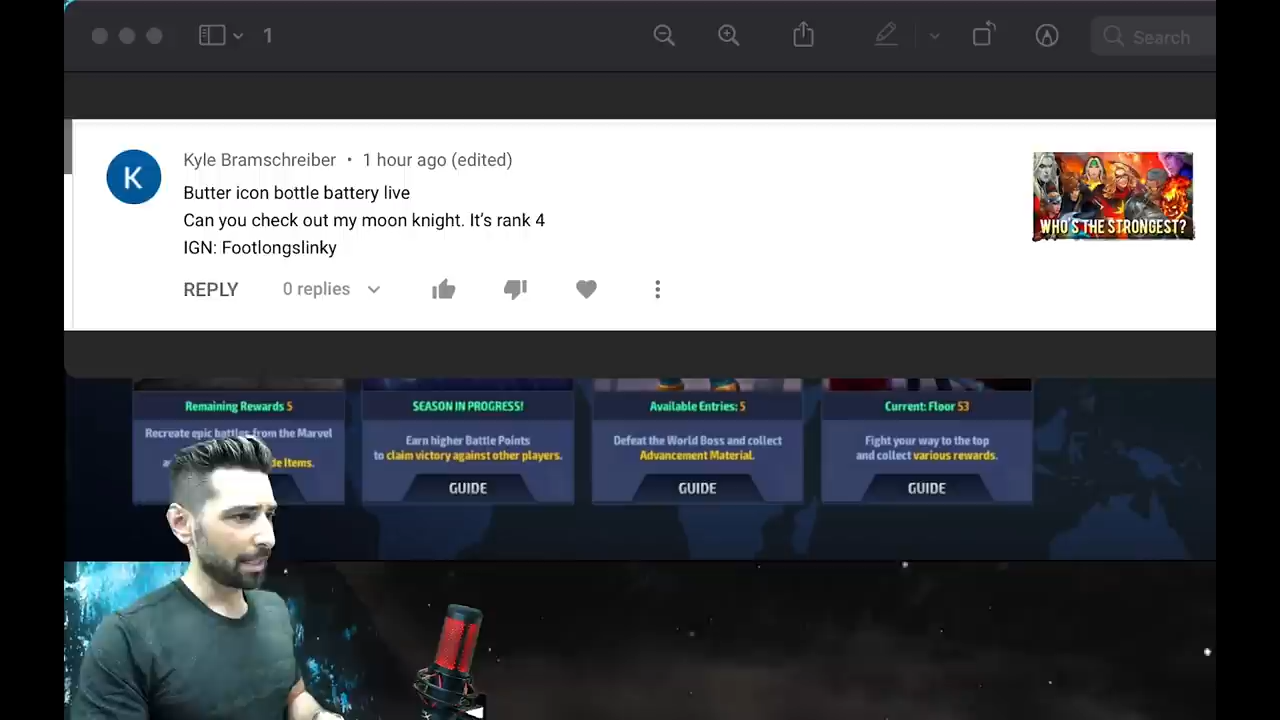 1
Search
Kyle Bramschreiber • 1 hour ago (edited)
Butter icon bottle battery live
Can you check out my moon knight. It's rank 4
IGN: Footlongslinky
WHO'S THE STRONGEST?
K
REPLY 0 replies
Remaining Rewards 5
Recreate epic battles from the Marvel
de Items.
SEASON IN PROGRESS!
Earn higher Battle Points
to claim victory against other players.
GUIDE
Available Entries: 5
Defeat the World Boss and collect
Advancement Material.
GUIDE
Current: Floor 53
Fight your way to the top
and collect various rewards.
GUIDE